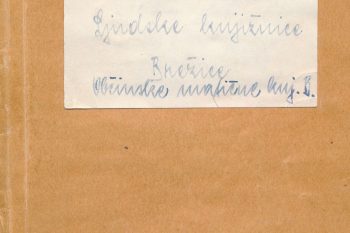 Ljudske knjižnice
Brežice
Občinske matične knj. B.